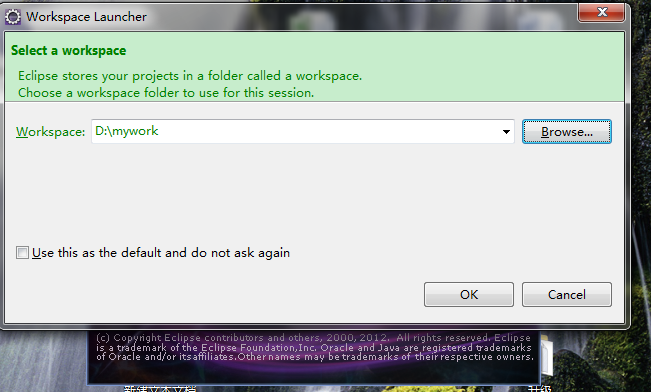 Workspace Launcher
Select a workspace
Eclipse stores your projects in a folder called a workspace.
Choose a workspace folder to use for this session.
Workspace: D:\mywork Browse...
Use this as the default and do not ask again
OK Cancel
(c) Copyright Eclipse contributors and others, 2000, 2012. All rights reserved. Eclipse
is a trademark of the Eclipse Foundation,Inc. Oracle and Java are registered trademarks
of Oracle and/or itsaffiliates.Other names may be trademarks of their respective owners.
新建文本文档 升级